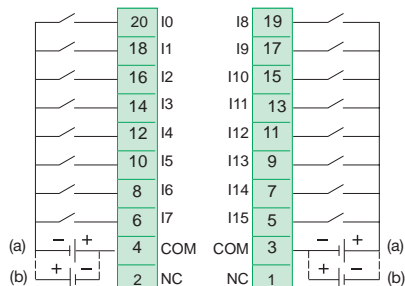 20 I0 I8 19
18 I1 I9 17
16 I2 I10 15
14 I3 I11 13
12 I4 I12 11
10 I5 I13 9
8 I6 I14 7
6 I7 I15 5
(a) − + 4 COM COM 3 − + (a)
(b) + − 2 NC NC 1 + − (b)